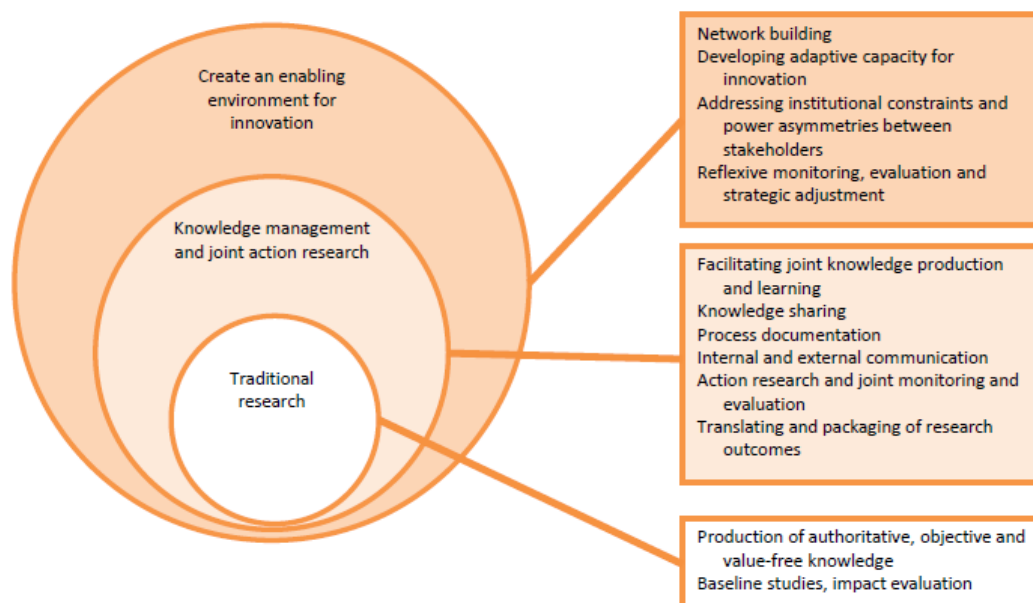 Create an enabling
environment for
innovation
Knowledge management
and joint action research
Traditional
research
Network building
Developing adaptive capacity for
innovation
Addressing institutional constraints and
power asymmetries between
stakeholders
Reflexive monitoring, evaluation and
strategic adjustment
Facilitating joint knowledge production
and learning
Knowledge sharing
Process documentation
Internal and external communication
Action research and joint monitoring and
evaluation
Translating and packaging of research
outcomes
Production of authoritative, objective and
value-free knowledge
Baseline studies, impact evaluation